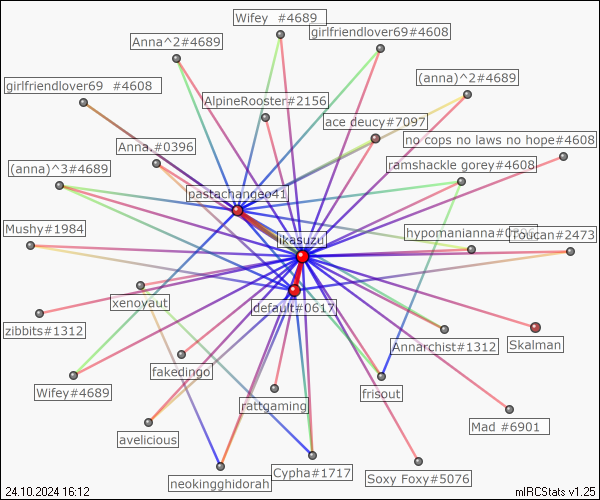 Wifey #4689
girlfriendlover69#4608
Anna^2#4689
(anna)^2#4689
girlfriendlover69 #4608
AlpineRooster#2156
ace deucy#7097
no cops no laws no hope#4608
Anna.#0396
(anna)^3#4689
ramshackle gorey#4608
pastachangeo41
Mushy#1984
ikasuzu
hypomanianna
Toucan#2473
xenoyaut
default#0617
zibbits#1312
Annarchist#1312
Skalman
fakedingo
Wifey#4689
rattgaming
frisout
Mad #6901
avelicious
Cypha#1717
Soxy Foxy#5076
neokingghidorah
24.10.2024 16:12
mIRCStats v1.25